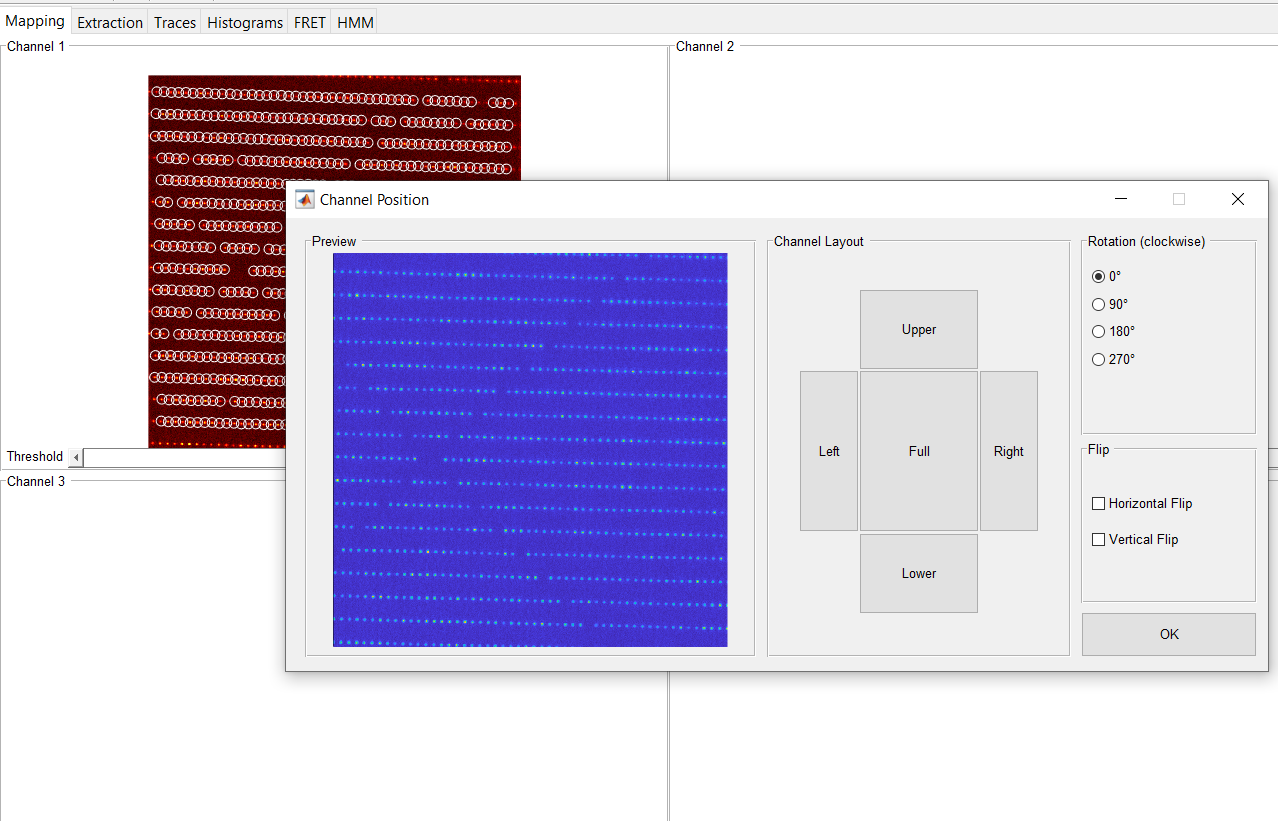 Mapping Extraction Traces Histograms FRET HMM
Channel 1
Channel 2
Threshold
Channel 3
Channel Position
Preview
Channel Layout
Upper
Left
Full
Right
Lower
Rotation (clockwise)
0°
90°
180°
270°
Flip
Horizontal Flip
Vertical Flip
OK